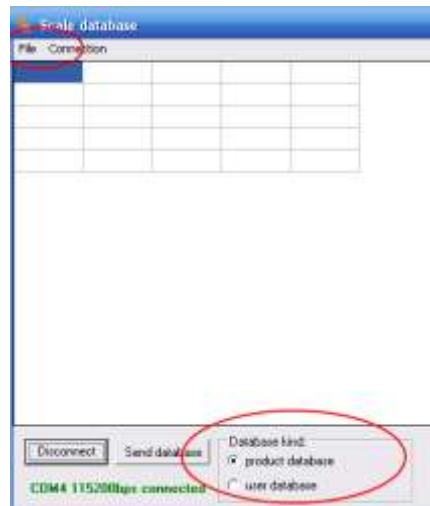 Scale database
File Connection
Database kind:
Disconnect Send database product database
COM4 115200bps connected user database